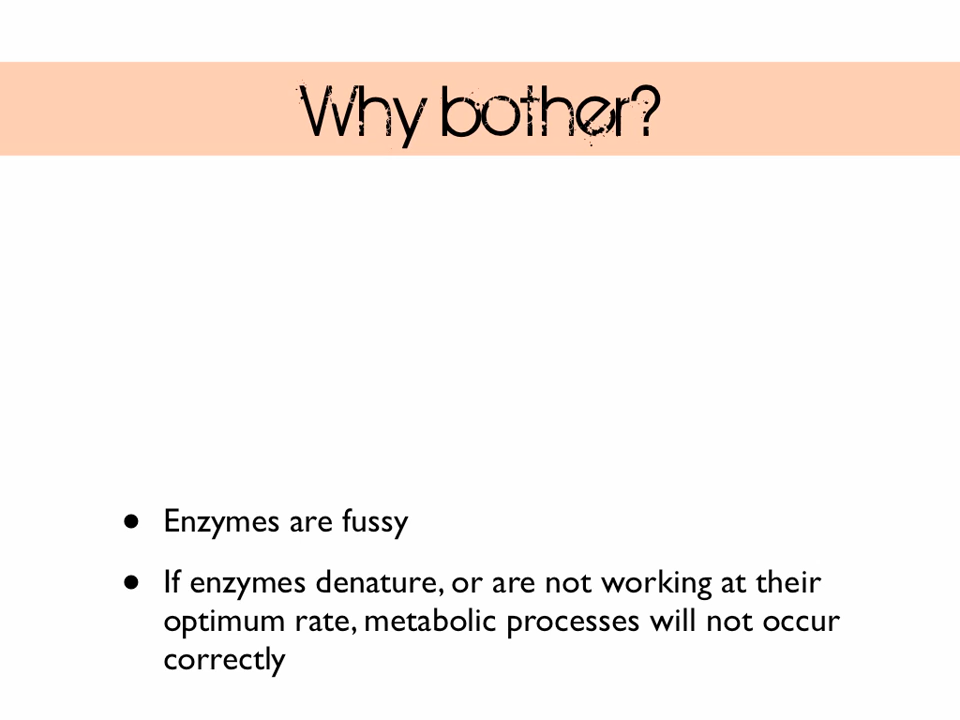 Why bother?
• Enzymes are fussy
• If enzymes denature, or are not working at their
optimum rate, metabolic processes will not occur
correctly